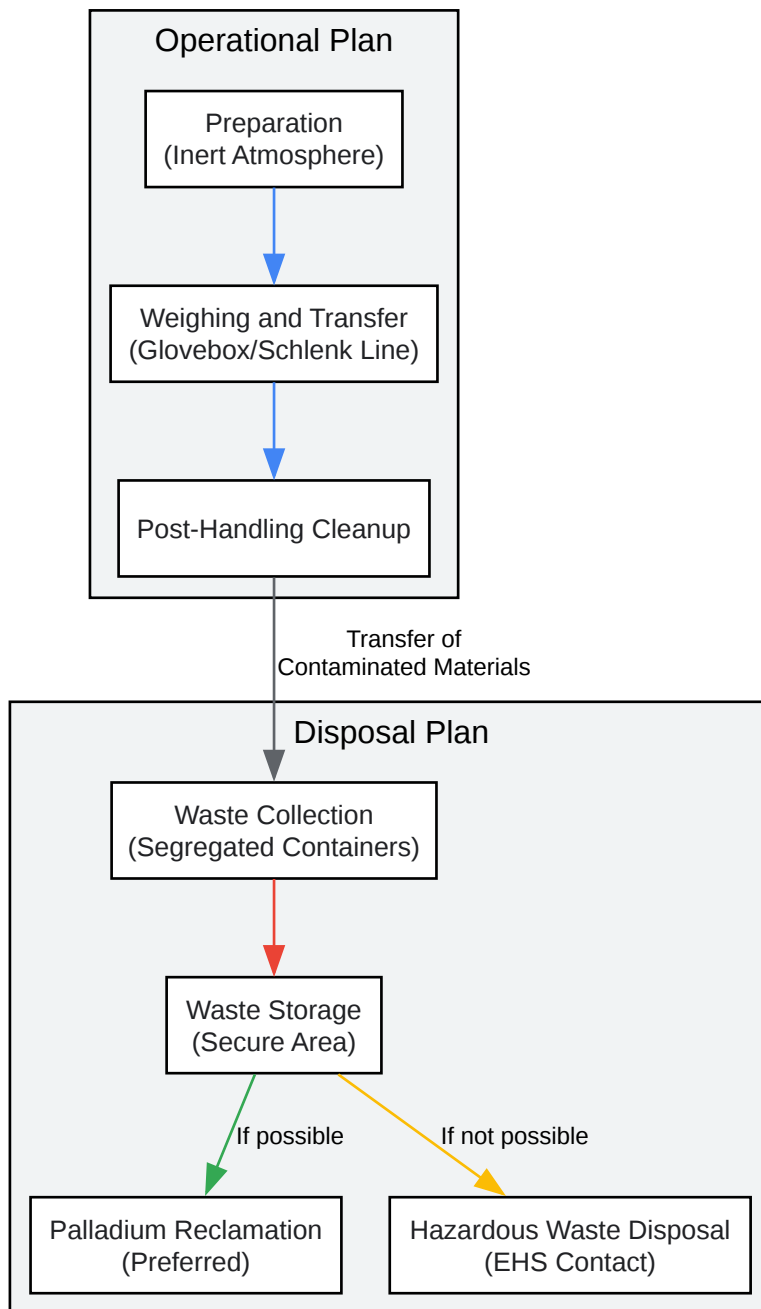 Operational Plan
Preparation
(Inert Atmosphere)
Weighing and Transfer
(Glovebox/Schlenk Line)
Post-Handling Cleanup
Transfer of
Contaminated Materials
Disposal Plan
Waste Collection
(Segregated Containers)
Waste Storage
(Secure Area)
If possible
If not possible
Palladium Reclamation
(Preferred)
Hazardous Waste Disposal
(EHS Contact)